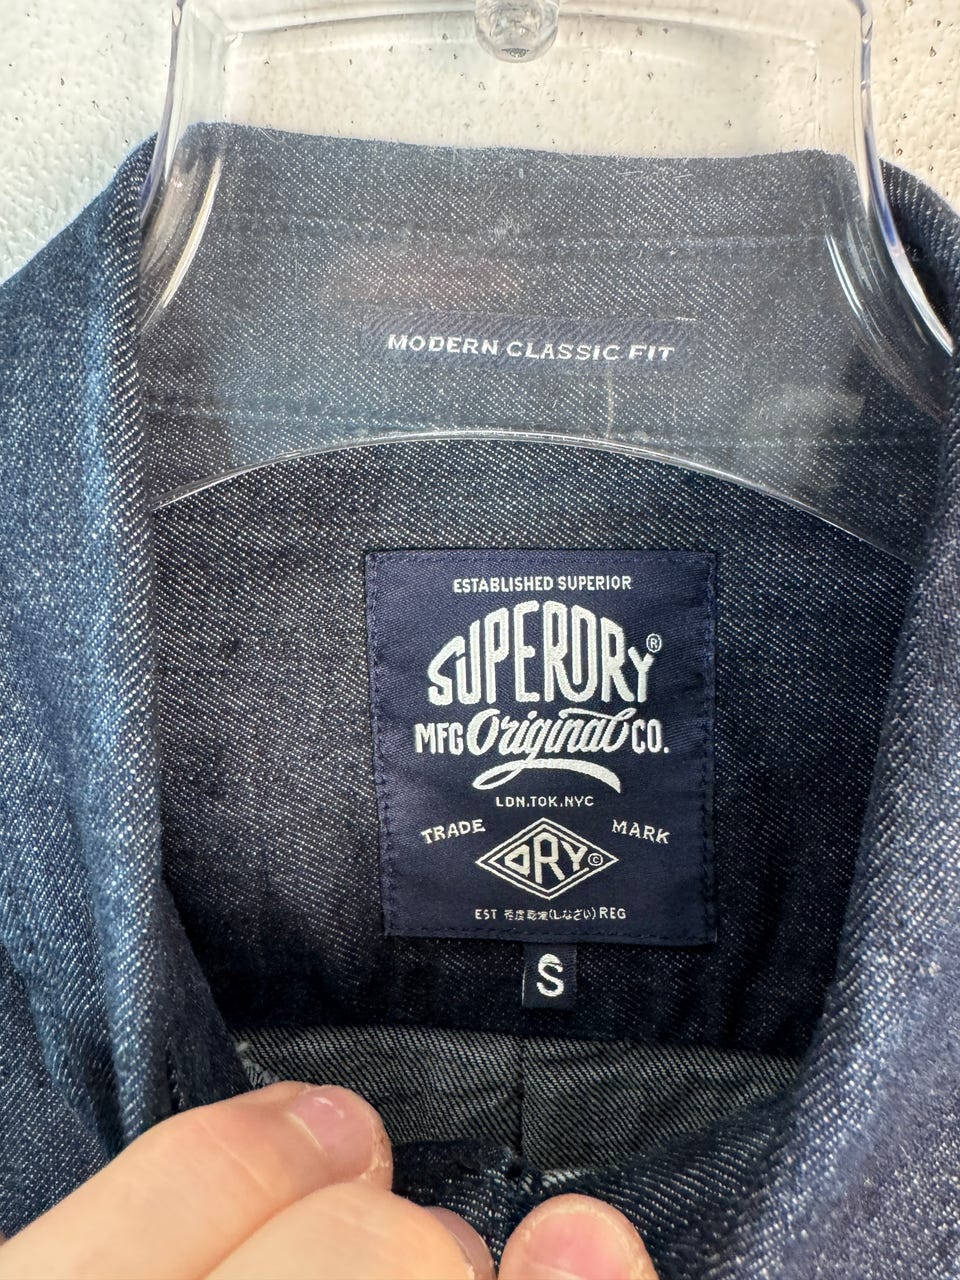 MODERN CLASSIC FIT
ESTABLISHED SUPERIOR
SUPERDRY®
MFG Original CO.
LDN.TOK.NYC
TRADE MARK
DRY©
EST 極度乾燥(しなさい) REG
S